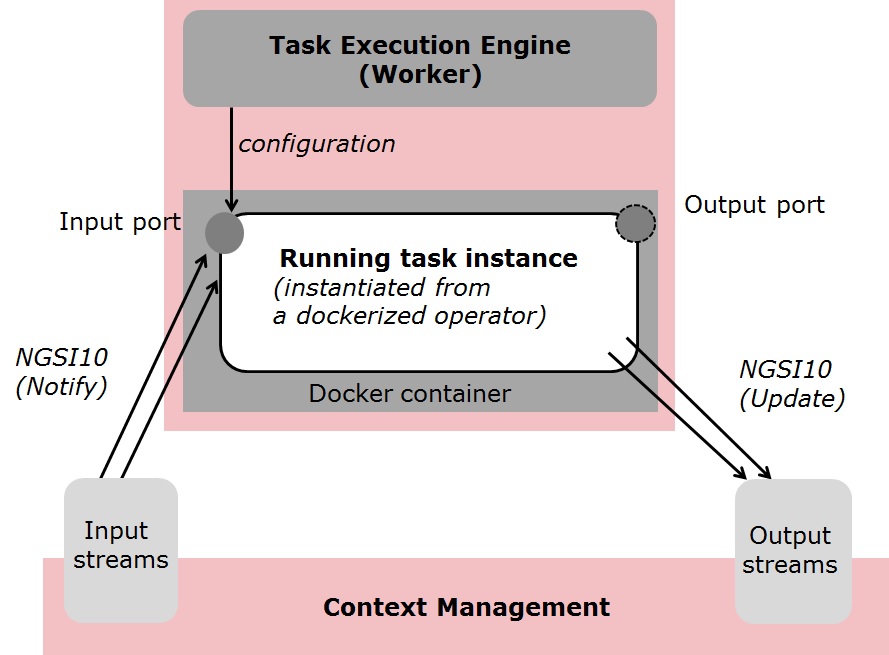 Task Execution Engine
(Worker)
configuration
Input port
Output port
Running task instance
(instantiated from
a dockerized operator)
NGSI10
(Notify)
NGSI10
(Update)
Docker container
Input
streams
Output
streams
Context Management